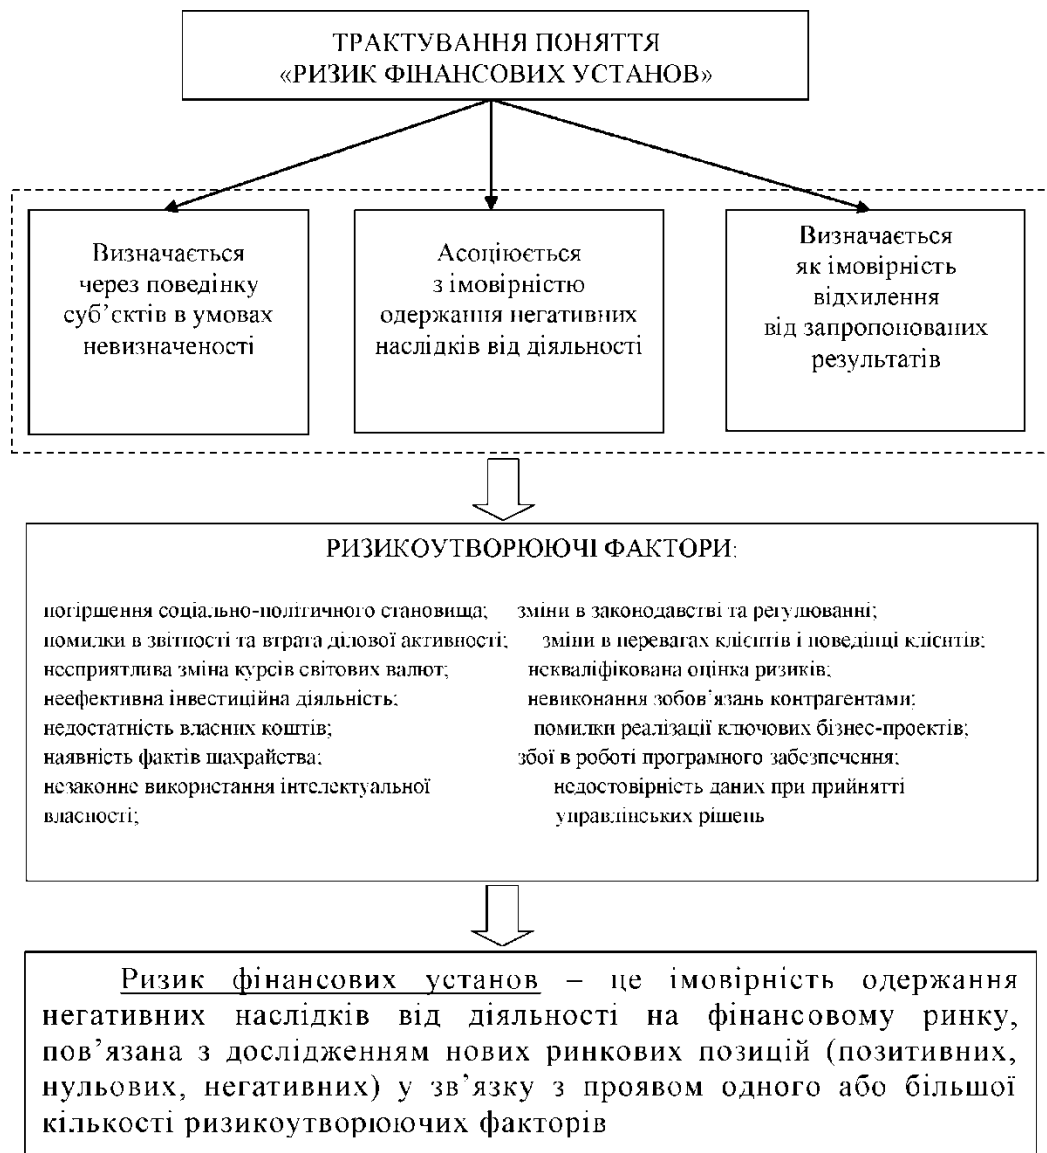 ТРАКТУВАННЯ ПОНЯТТЯ
«РИЗИК ФІНАНСОВИХ УСТАНОВ»
Визначається
через поведінку
суб’єктів в умовах
невизначеності
Асоціюється
з імовірністю
одержання негативних
наслідків від діяльності
Визначається
як імовірність
відхилення
від запропонованих
результатів
РИЗИКОУТВОРЮЮЧІ ФАКТОРИ:
погіршення соціально-політичного становища;
помилки в звітності та втрата ділової активності;
несприятлива зміна курсів світових валют;
неефективна інвестиційна діяльність;
недостатність власних коштів;
наявність фактів шахрайства;
незаконне використання інтелектуальної
власності;
зміни в законодавстві та регулюванні;
зміни в перевагах клієнтів і поведінці клієнтів;
некваліфікована оцінка ризиків;
невиконання зобов’язань контрагентами;
помилки реалізації ключових бізнес-проектів;
збої в роботі програмного забезпечення;
недостовірність даних при прийнятті
управлінських рішень
Ризик фінансових установ – це імовірність одержання
негативних наслідків від діяльності на фінансовому ринку,
пов’язана з дослідженням нових ринкових позицій (позитивних,
нульових, негативних) у зв’язку з проявом одного або більшої
кількості ризикоутворюючих факторів